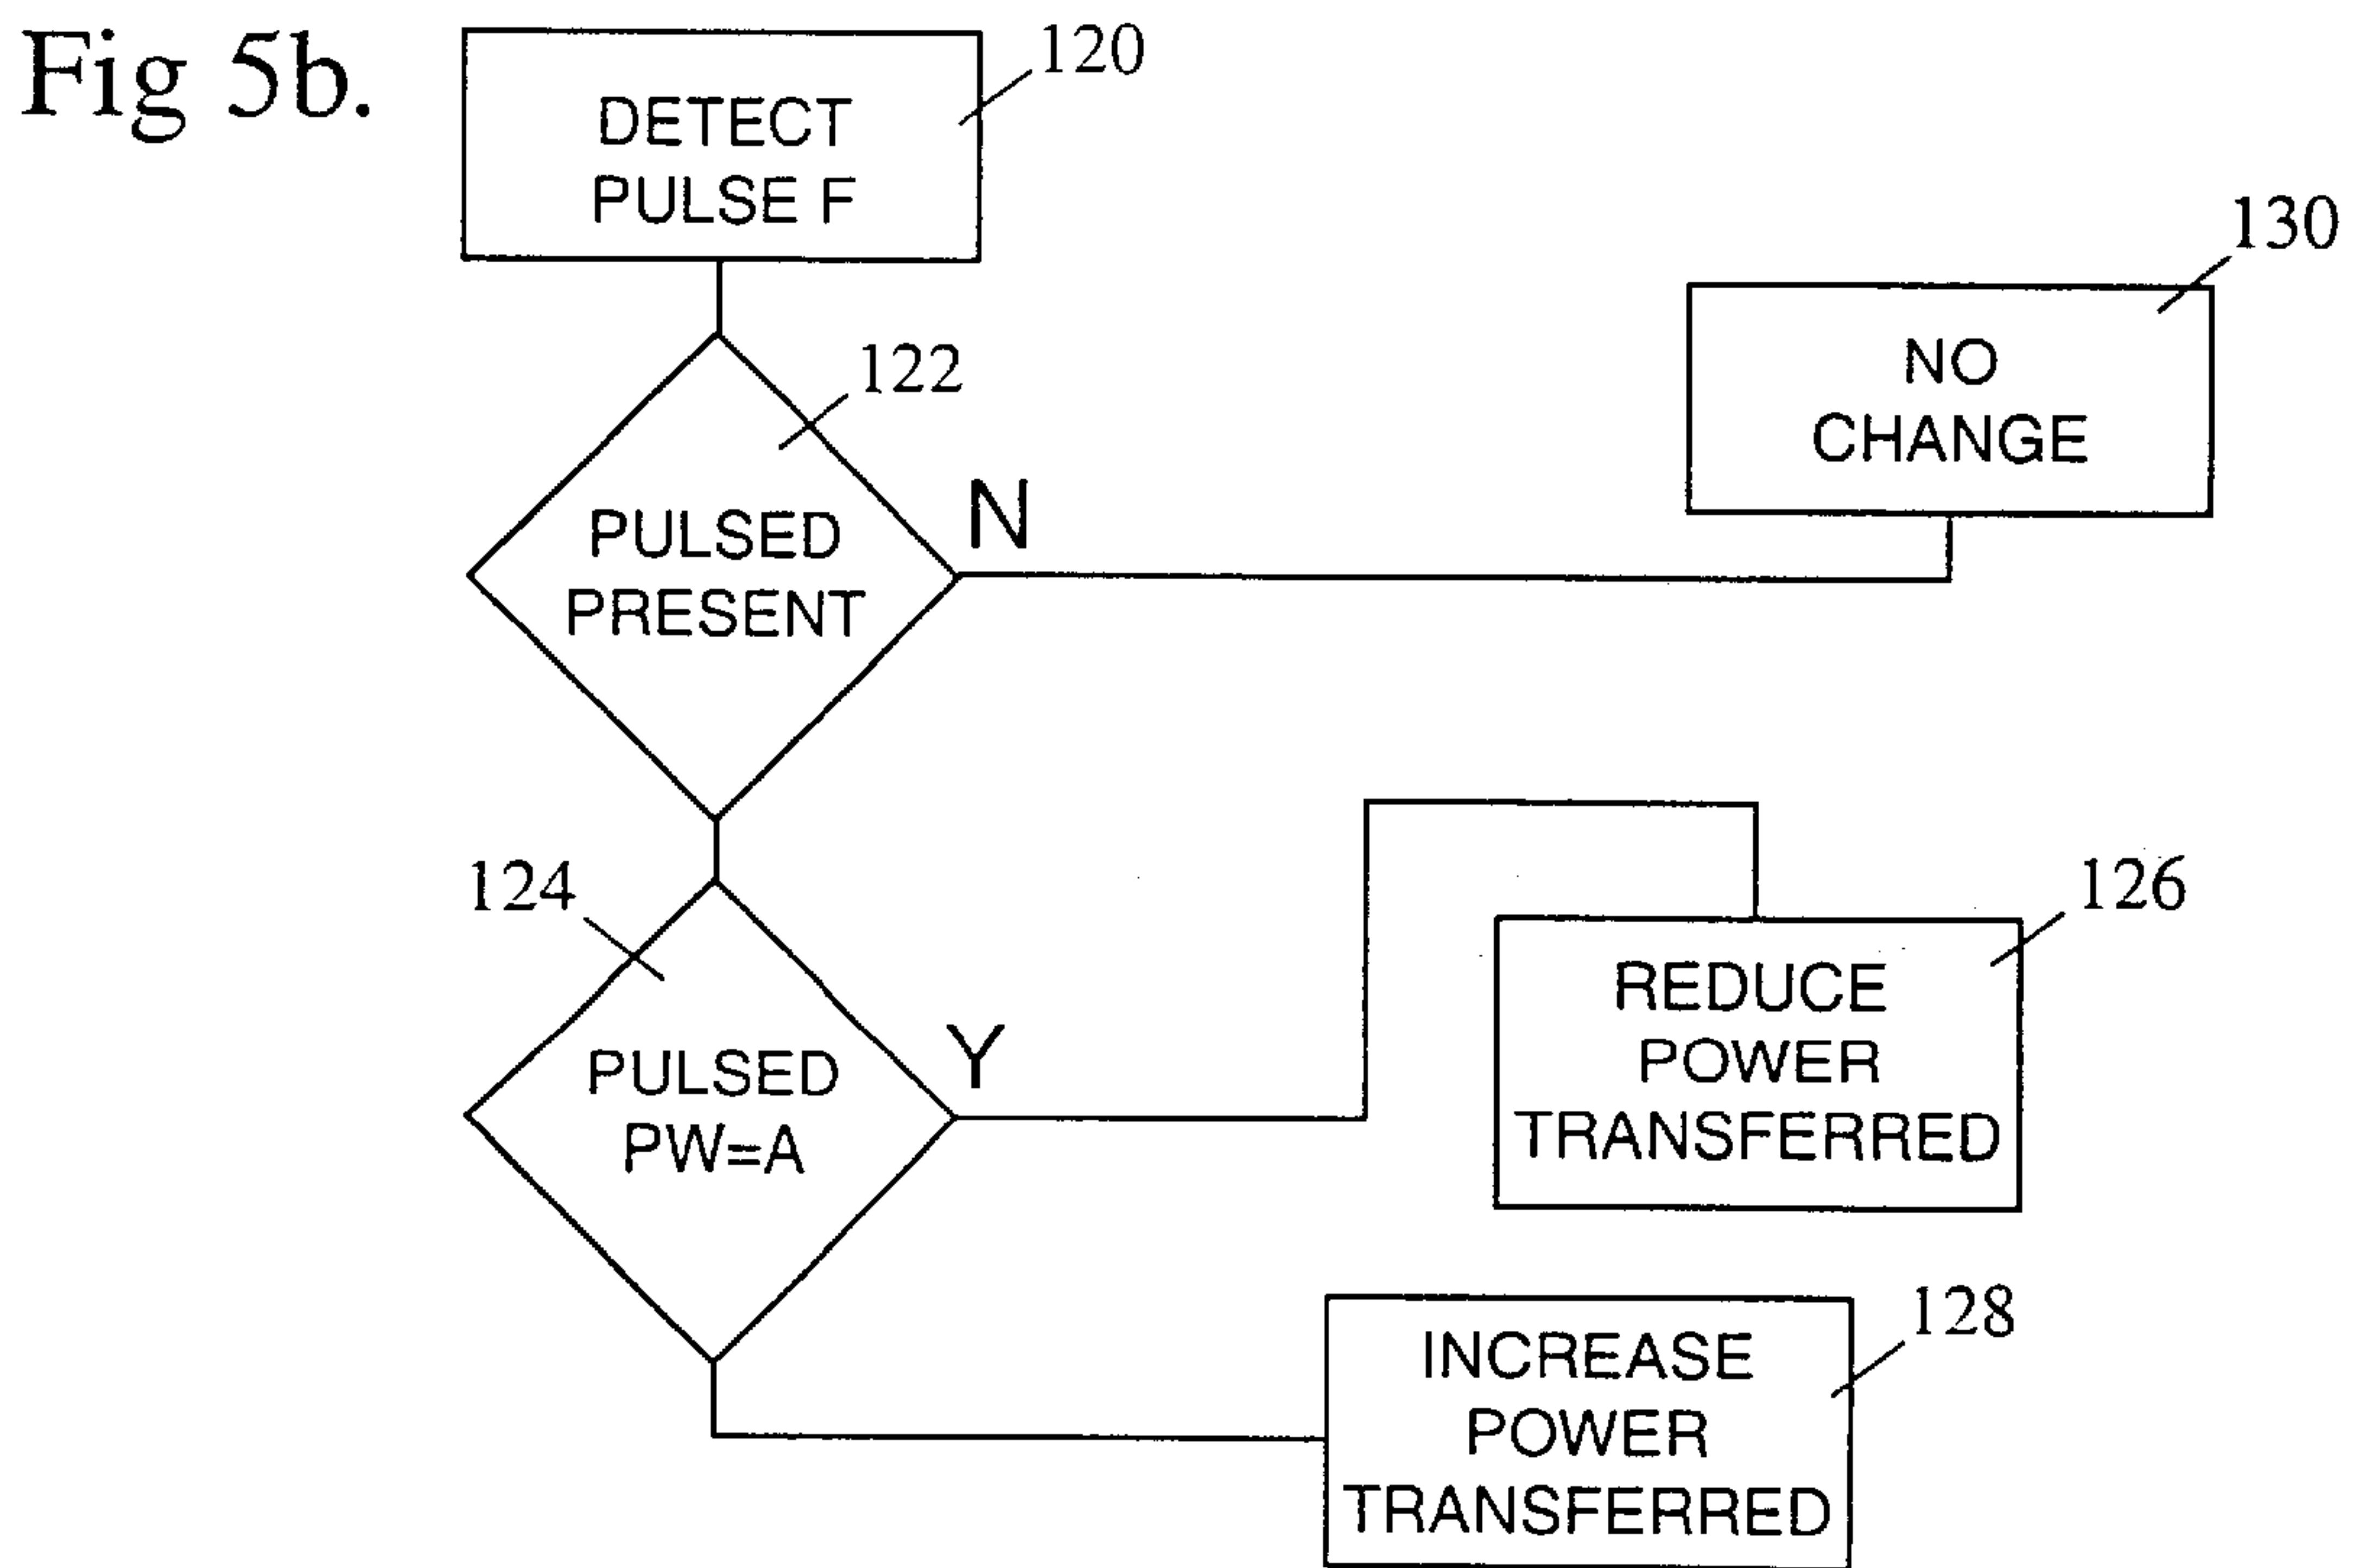 Fig 5b.
120
DETECT
PULSE F
130
NO
CHANGE
122
PULSED
PRESENT
N
124
PULSED
PW=A
Y
126
REDUCE
POWER
TRANSFERRED
128
INCREASE
POWER
TRANSFERRED